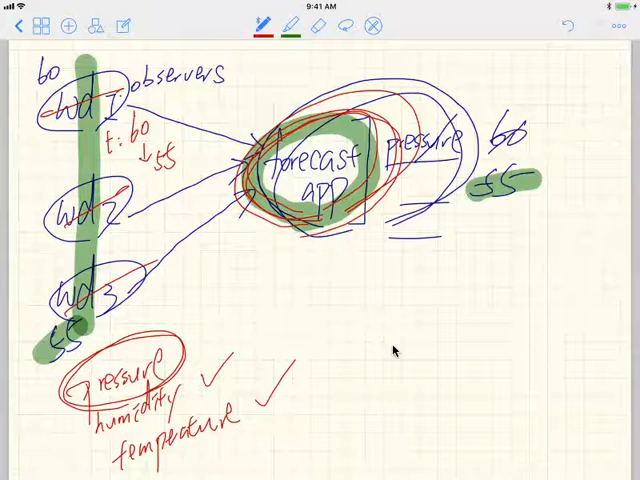 9:41 AM
60
wd 1 : observers
t: 60
↓ 55
forecast
app
pressure
60
55
wd 2
wd 3
55
pressure
humidity ✓
temperature ✓